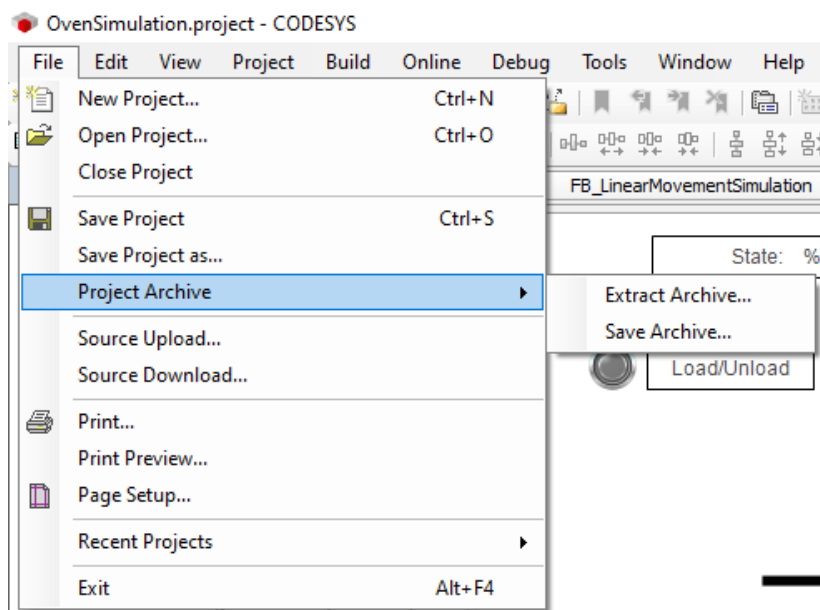 OvenSimulation.project - CODESYS
File Edit View Project Build Online Debug Tools Window Help
New Project... Ctrl+N
Open Project... Ctrl+O
Close Project
FB_LinearMovementSimulation
Save Project Ctrl+S
Save Project as...
State: %
Project Archive
Extract Archive...
Save Archive...
Source Upload...
Load/Unload
Source Download...
Print...
Print Preview...
Page Setup...
Recent Projects
Exit Alt+F4